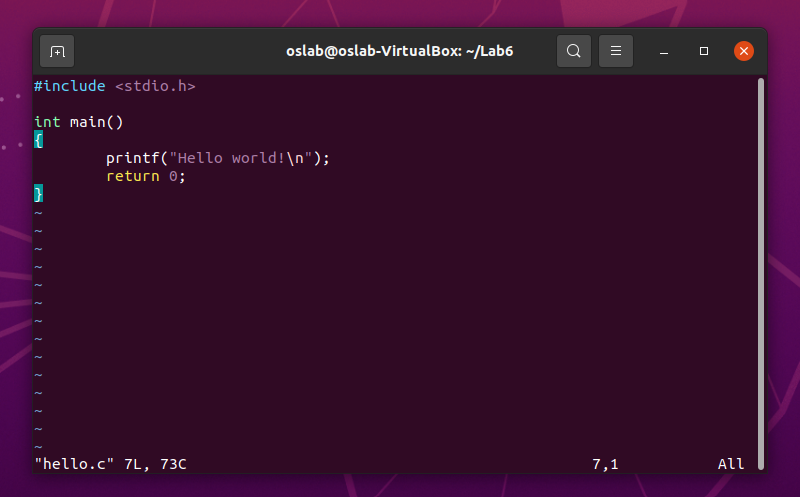 oslab@oslab-VirtualBox: ~/Lab6
#include <stdio.h>

int main()
{
        printf("Hello world!\n");
        return 0;
}
~
~
~
~
~
~
~
~
~
~
~
~
~
~
"hello.c" 7L, 73C 7,1 All